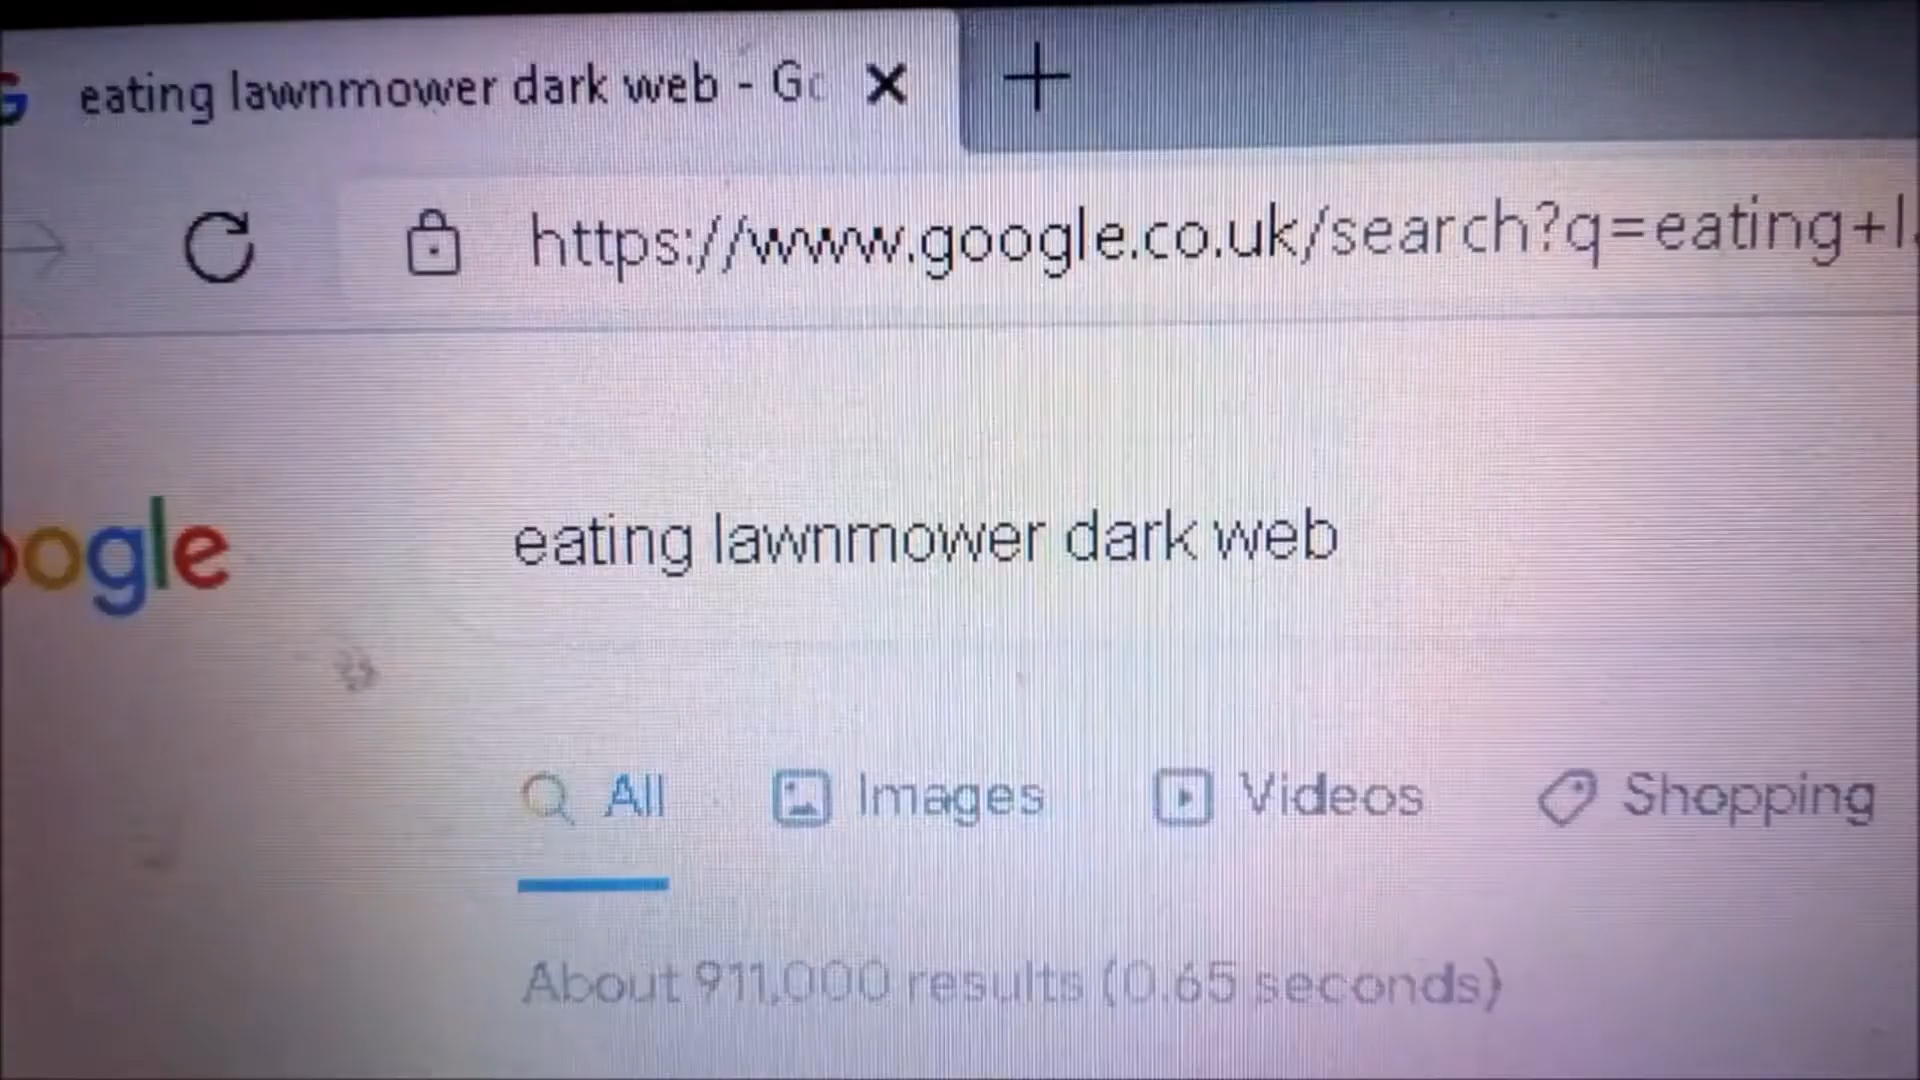 eating lawnmower dark web - Go
https://www.google.co.uk/search?q=eating+l
ogle
eating lawnmower dark web
All Images Videos Shopping
About 911,000 results (0.65 seconds)